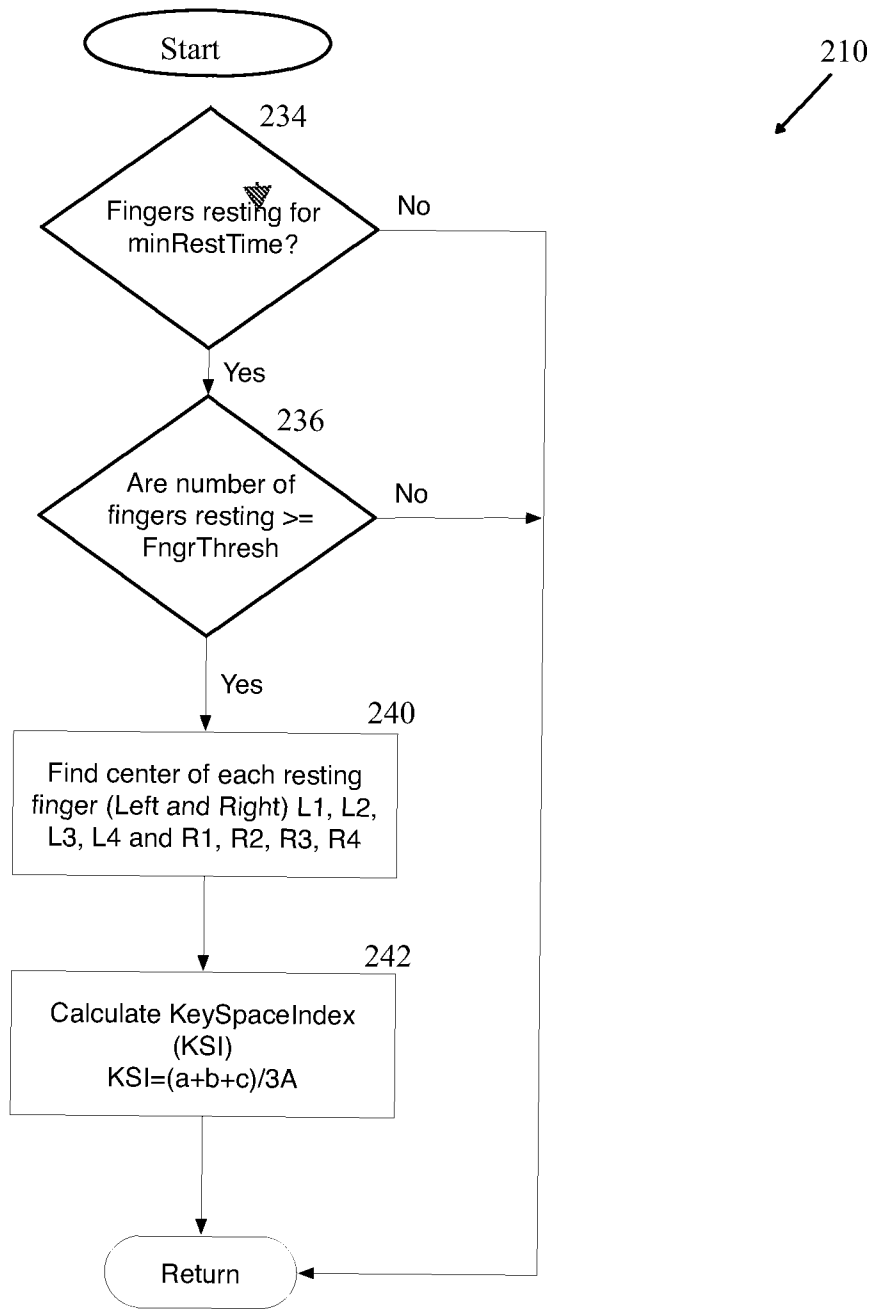 Start
210
234
Fingers resting for
minRestTime?
No
Yes
236
Are number of
fingers resting >=
FngrThresh
No
Yes
240
Find center of each resting
finger (Left and Right) L1, L2,
L3, L4 and R1, R2, R3, R4
242
Calculate KeySpaceIndex
(KSI)
KSI=(a+b+c)/3A
Return